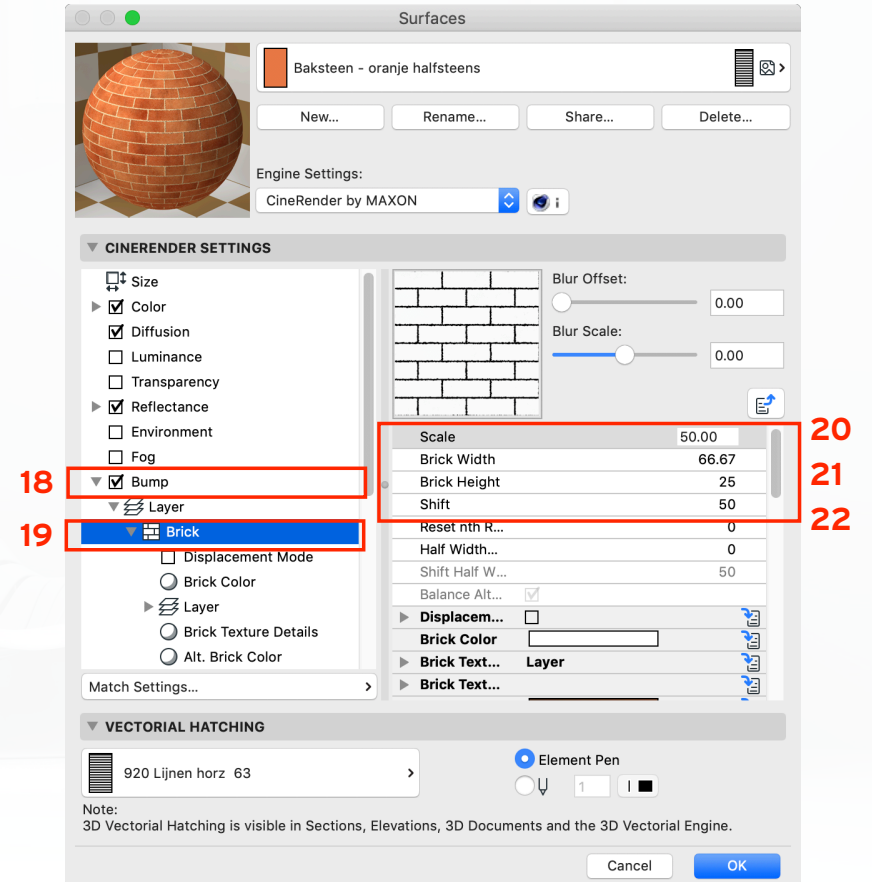 Surfaces
Baksteen - oranje halfsteens
New...
Rename...
Share...
Delete...
Engine Settings:
CineRender by MAXON
i
CINERENDER SETTINGS
Size
Color
Diffusion
Luminance
Transparency
Reflectance
Environment
Fog
18
Bump
Layer
19
Brick
Displacement Mode
Brick Color
Layer
Brick Texture Details
Alt. Brick Color
Match Settings...
Blur Offset:
0.00
Blur Scale:
0.00
Scale 50.00
20
Brick Width 66.67
Brick Height 25
21
Shift 50
22
Reset nth R... 0
Half Width... 0
Shift Half W... 50
Balance Alt...
Displacem...
Brick Color
Brick Text... Layer
Brick Text...
VECTORIAL HATCHING
920 Lijnen horz 63
Element Pen
1
Note:
3D Vectorial Hatching is visible in Sections, Elevations, 3D Documents and the 3D Vectorial Engine.
Cancel
OK